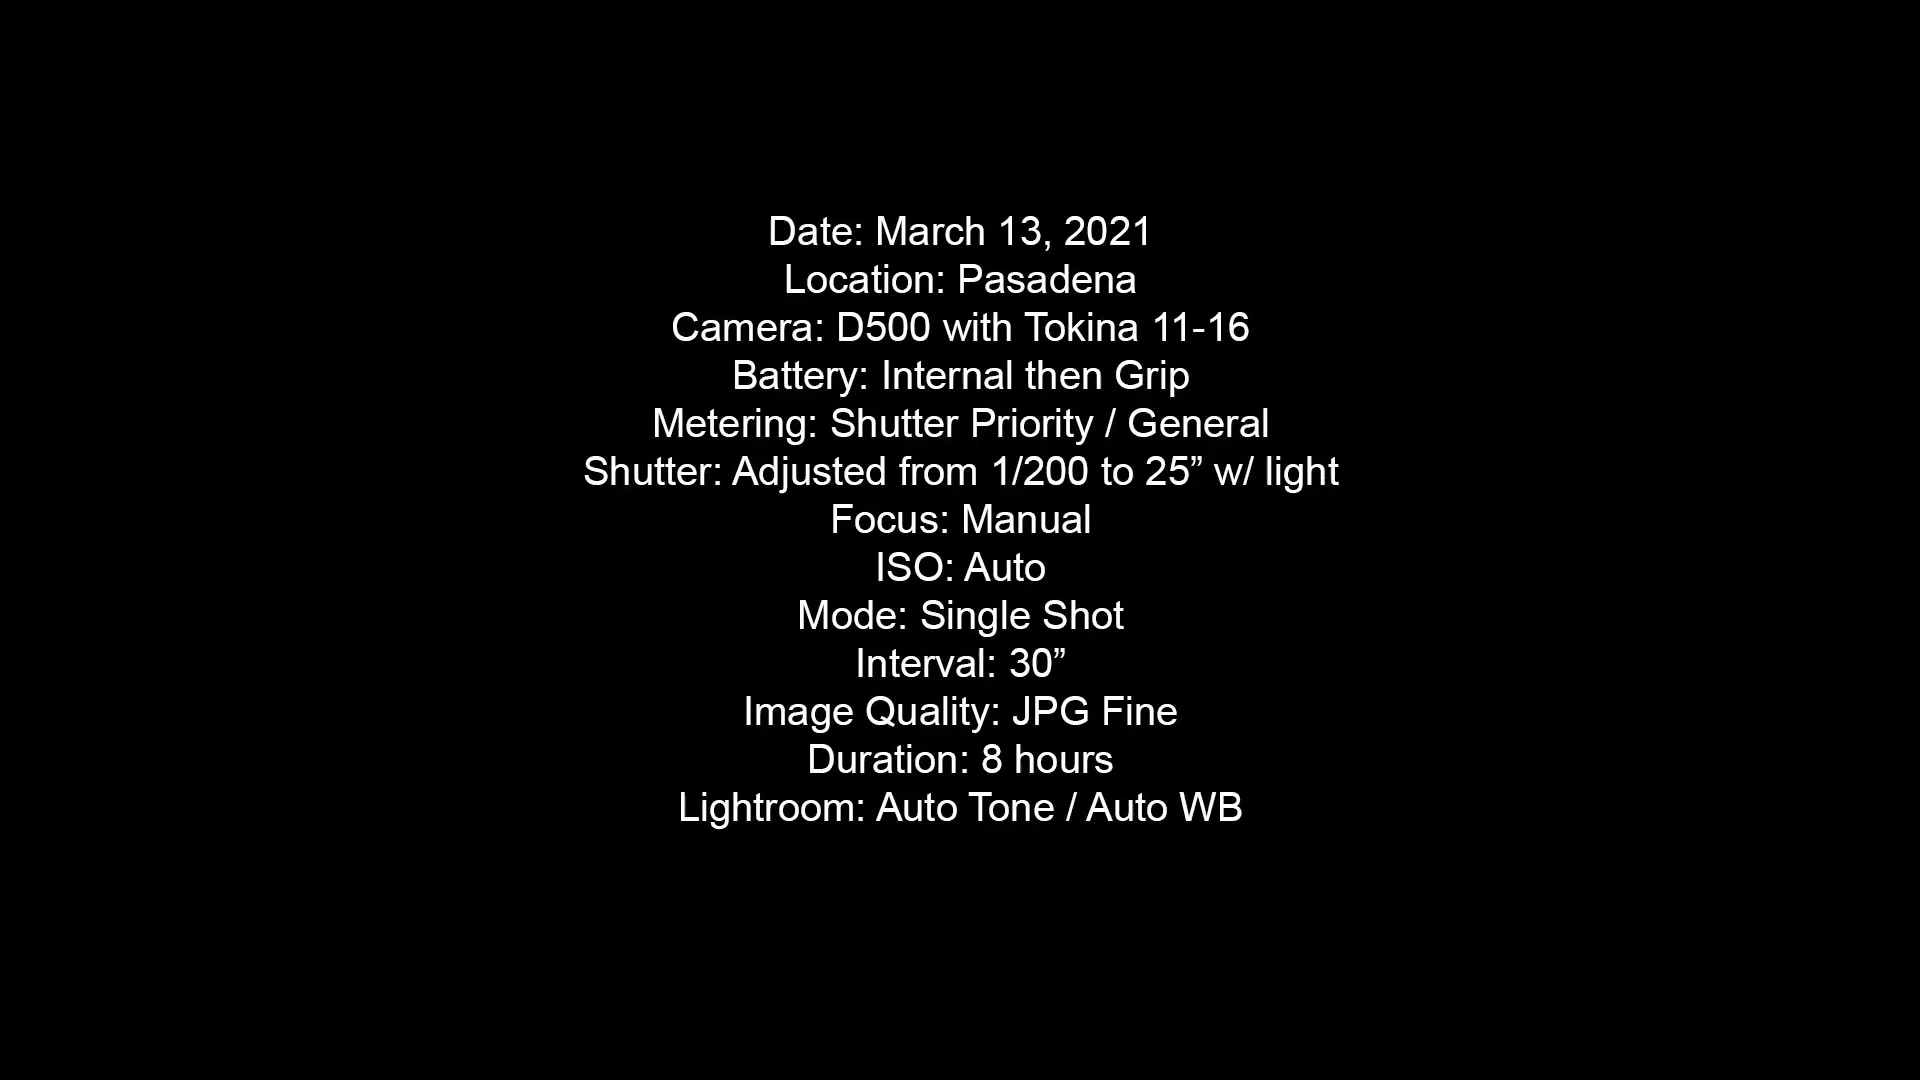 Date: March 13, 2021
Location: Pasadena
Camera: D500 with Tokina 11-16
Battery: Internal then Grip
Metering: Shutter Priority / General
Shutter: Adjusted from 1/200 to 25” w/ light
Focus: Manual
ISO: Auto
Mode: Single Shot
Interval: 30”
Image Quality: JPG Fine
Duration: 8 hours
Lightroom: Auto Tone / Auto WB